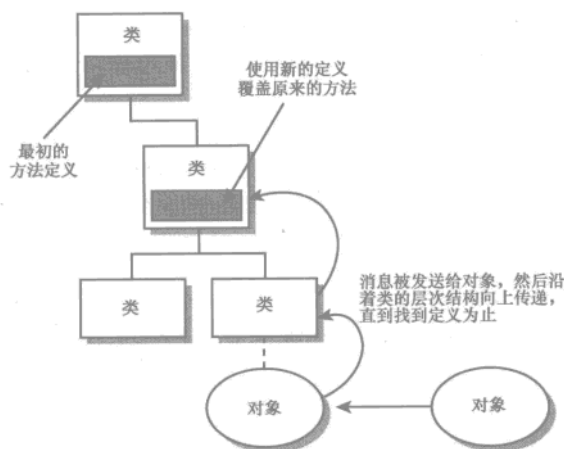 类
使用新的定义
覆盖原来的方法
最初的
方法定义
类
消息被发送给对象，然后沿
着类的层次结构向上传递，
直到找到定义为止
类
类
对象
对象